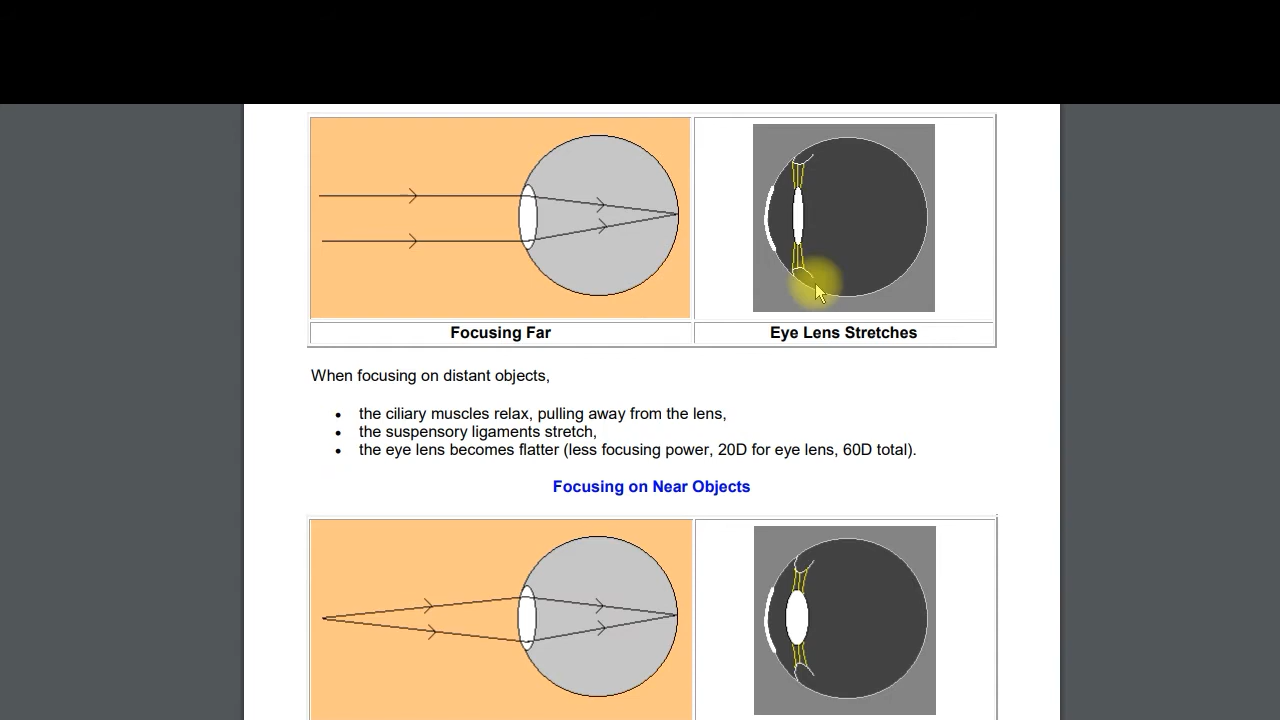 Focusing Far
Eye Lens Stretches
When focusing on distant objects,
• the ciliary muscles relax, pulling away from the lens,
• the suspensory ligaments stretch,
• the eye lens becomes flatter (less focusing power, 20D for eye lens, 60D total).
Focusing on Near Objects